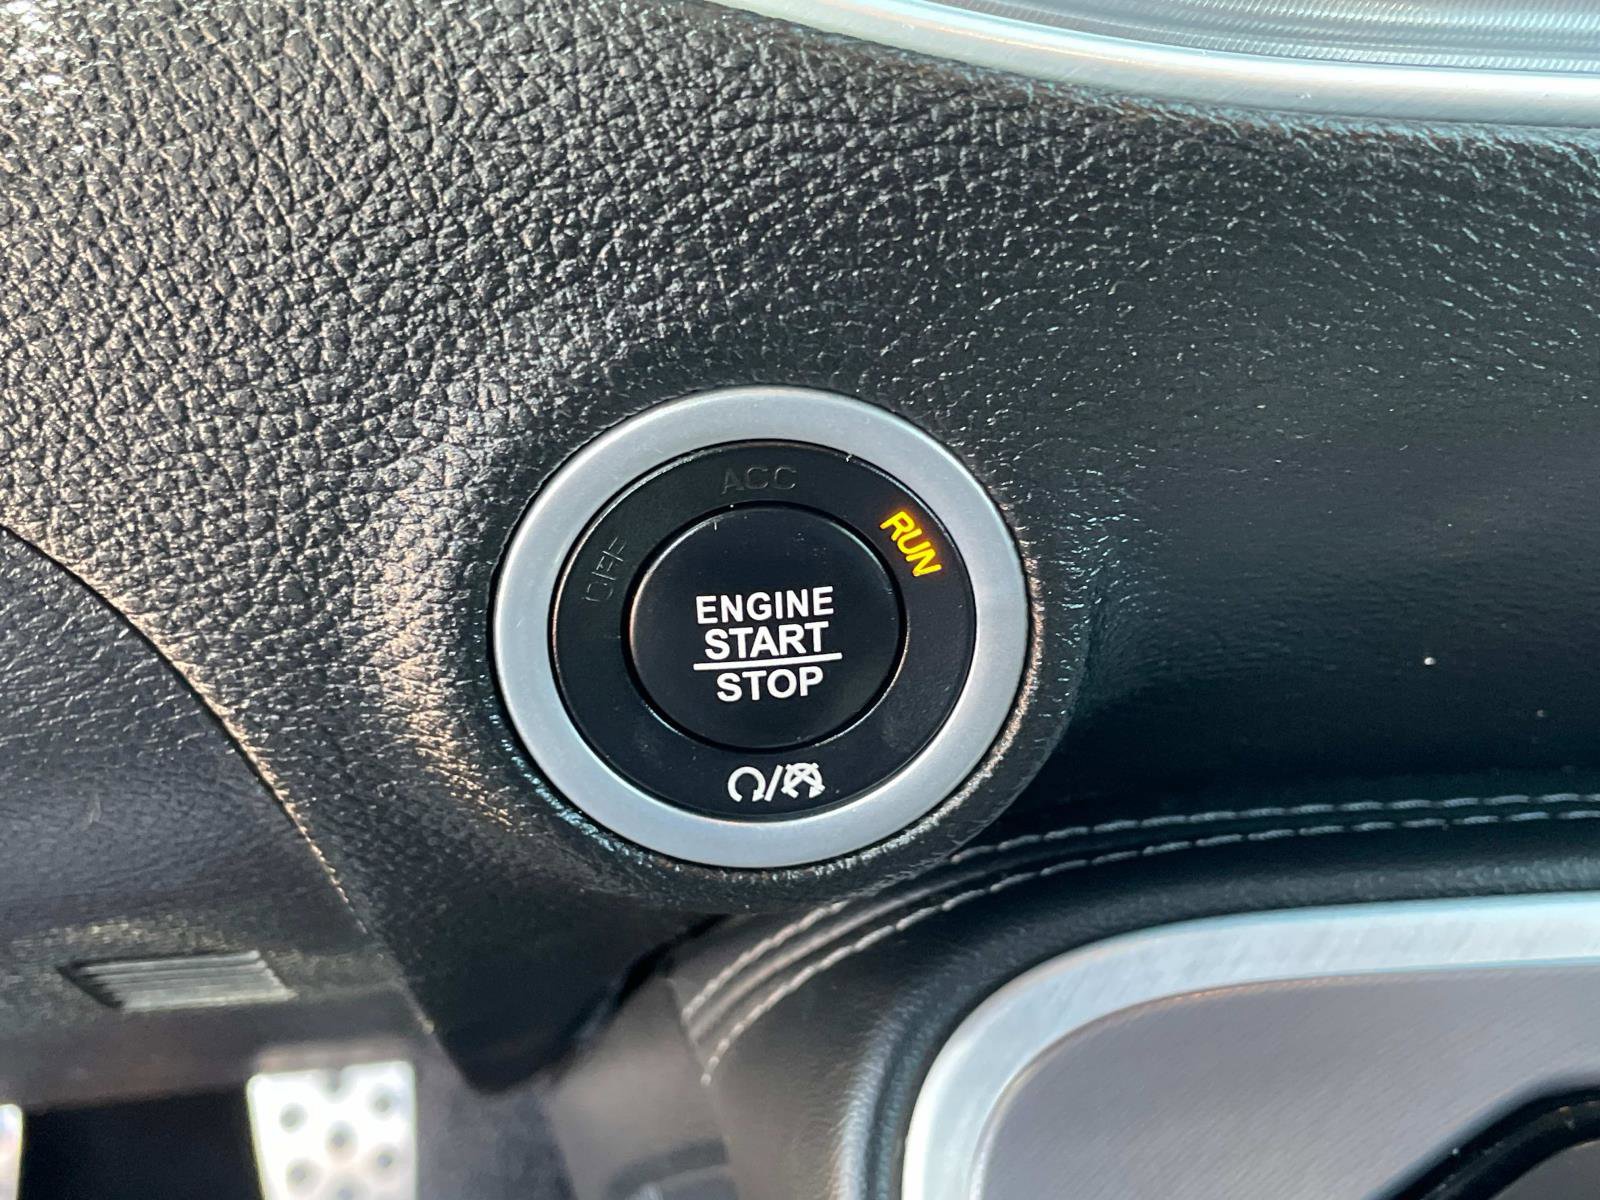 ACC
OFF
RUN
ENGINE
START
STOP